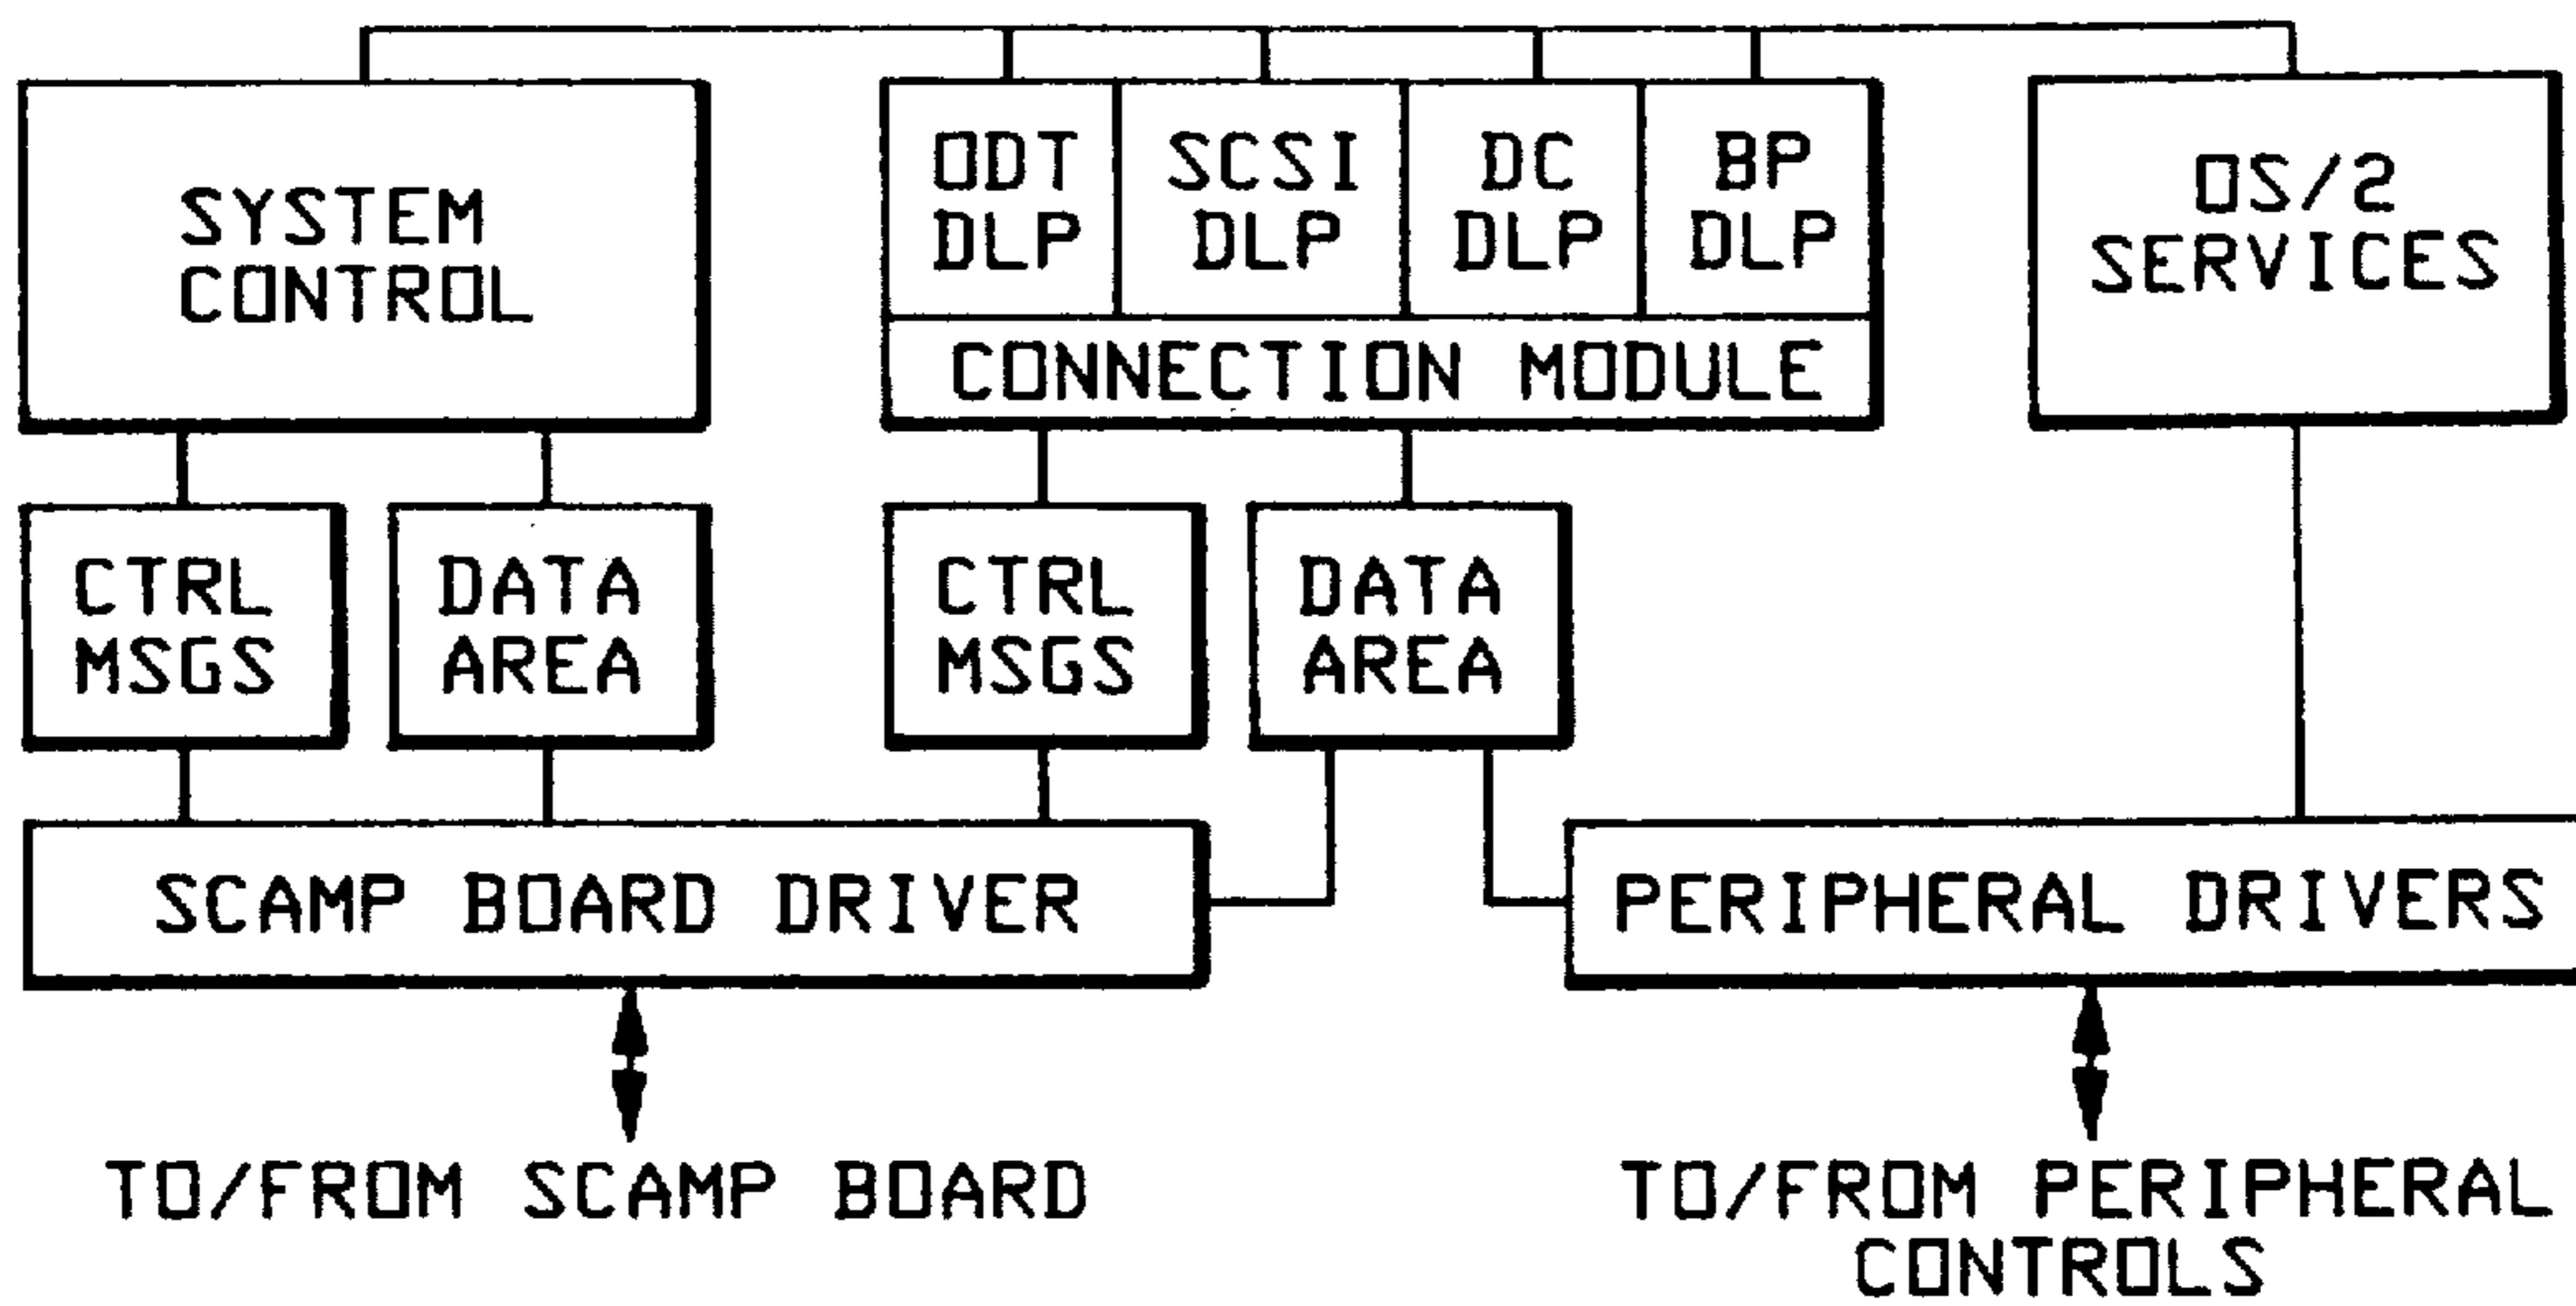 SYSTEM
CONTROL
ODT
DLP
SCSI
DLP
DC
DLP
BP
DLP
CONNECTION MODULE
OS/2
SERVICES
CTRL
MSGS
DATA
AREA
CTRL
MSGS
DATA
AREA
SCAMP BOARD DRIVER
PERIPHERAL DRIVERS
TO/FROM SCAMP BOARD
TO/FROM PERIPHERAL
CONTROLS